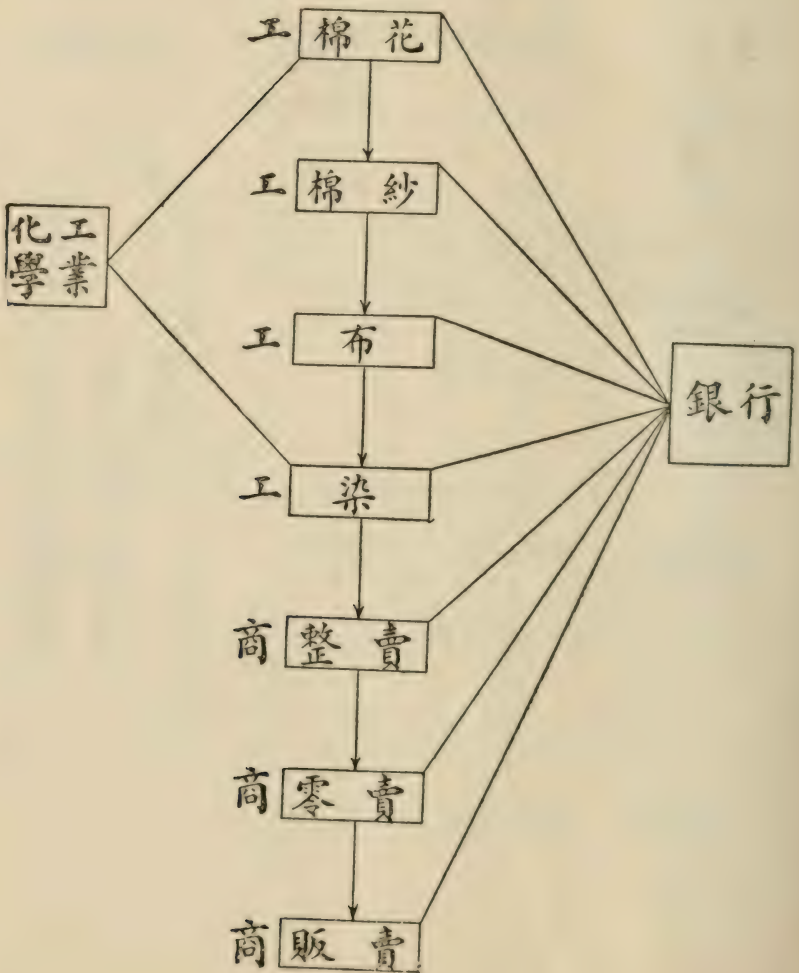 工 棉花
工 棉紗
化工
學業
工 布
銀行
工 染
商 整賣
商 零賣
商 販賣